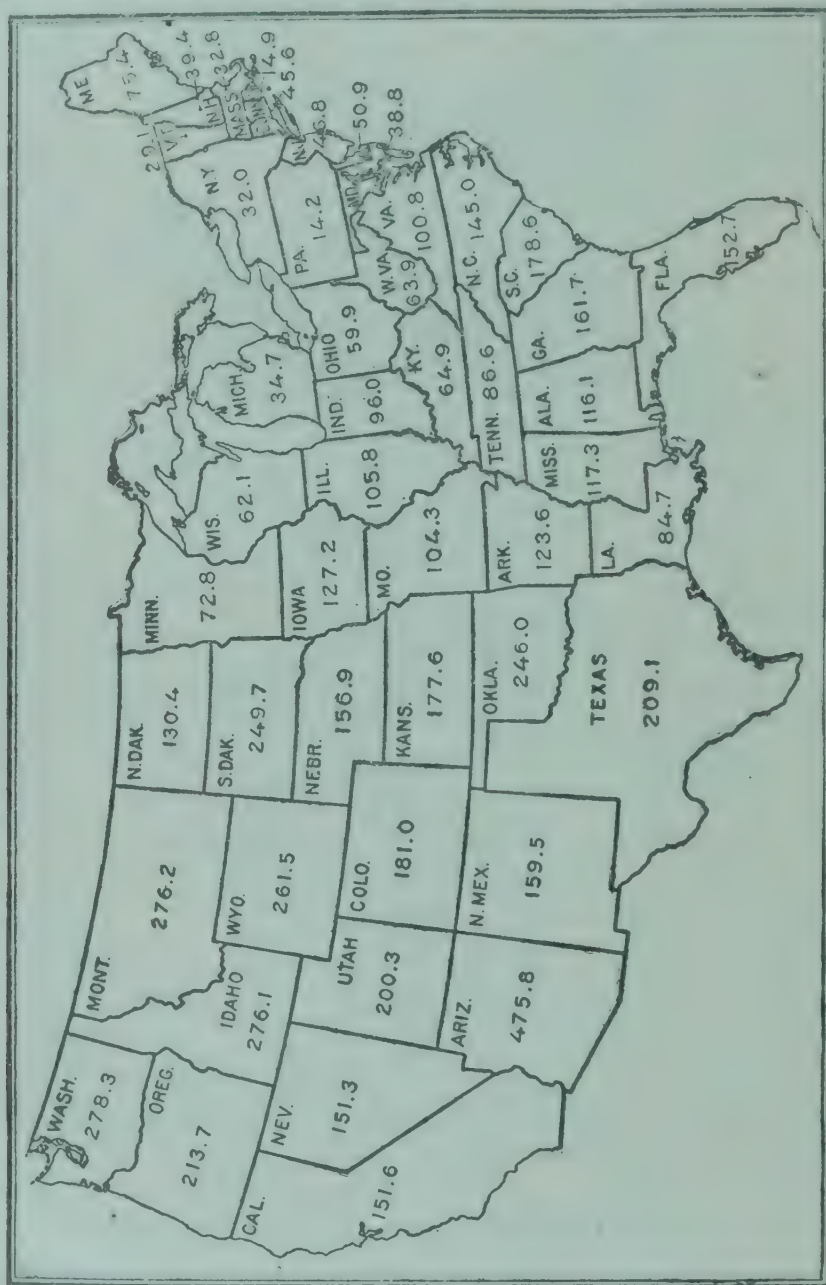 WASH.
278.3
OREG.
213.7
CAL.
151.6
NEV.
151.3
IDAHO
276.1
MONT.
276.2
WYO.
261.5
UTAH
200.3
COLO.
181.0
ARIZ.
475.8
N. MEX.
159.5
N. DAK.
130.4
S. DAK.
249.7
NEBR.
156.9
KANS.
177.6
OKLA.
246.0
TEXAS
209.1
MINN.
72.8
IOWA
127.2
MO.
104.3
ARK.
123.6
LA.
84.7
WIS.
62.1
ILL.
105.8
MICH.
34.7
IND.
96.0
OHIO
59.9
KY.
64.9
TENN. 86.6
MISS.
117.3
ALA.
116.1
GA.
161.7
FLA.
152.7
S.C.
178.6
N.C. 145.0
VA.
100.8
W.VA.
63.9
PA.
14.2
N.Y
32.0
ME
VT.
N.H.
39.4
MASS
32.8
14.9
45.6
N.J.
46.8
MD.
50.9
38.8